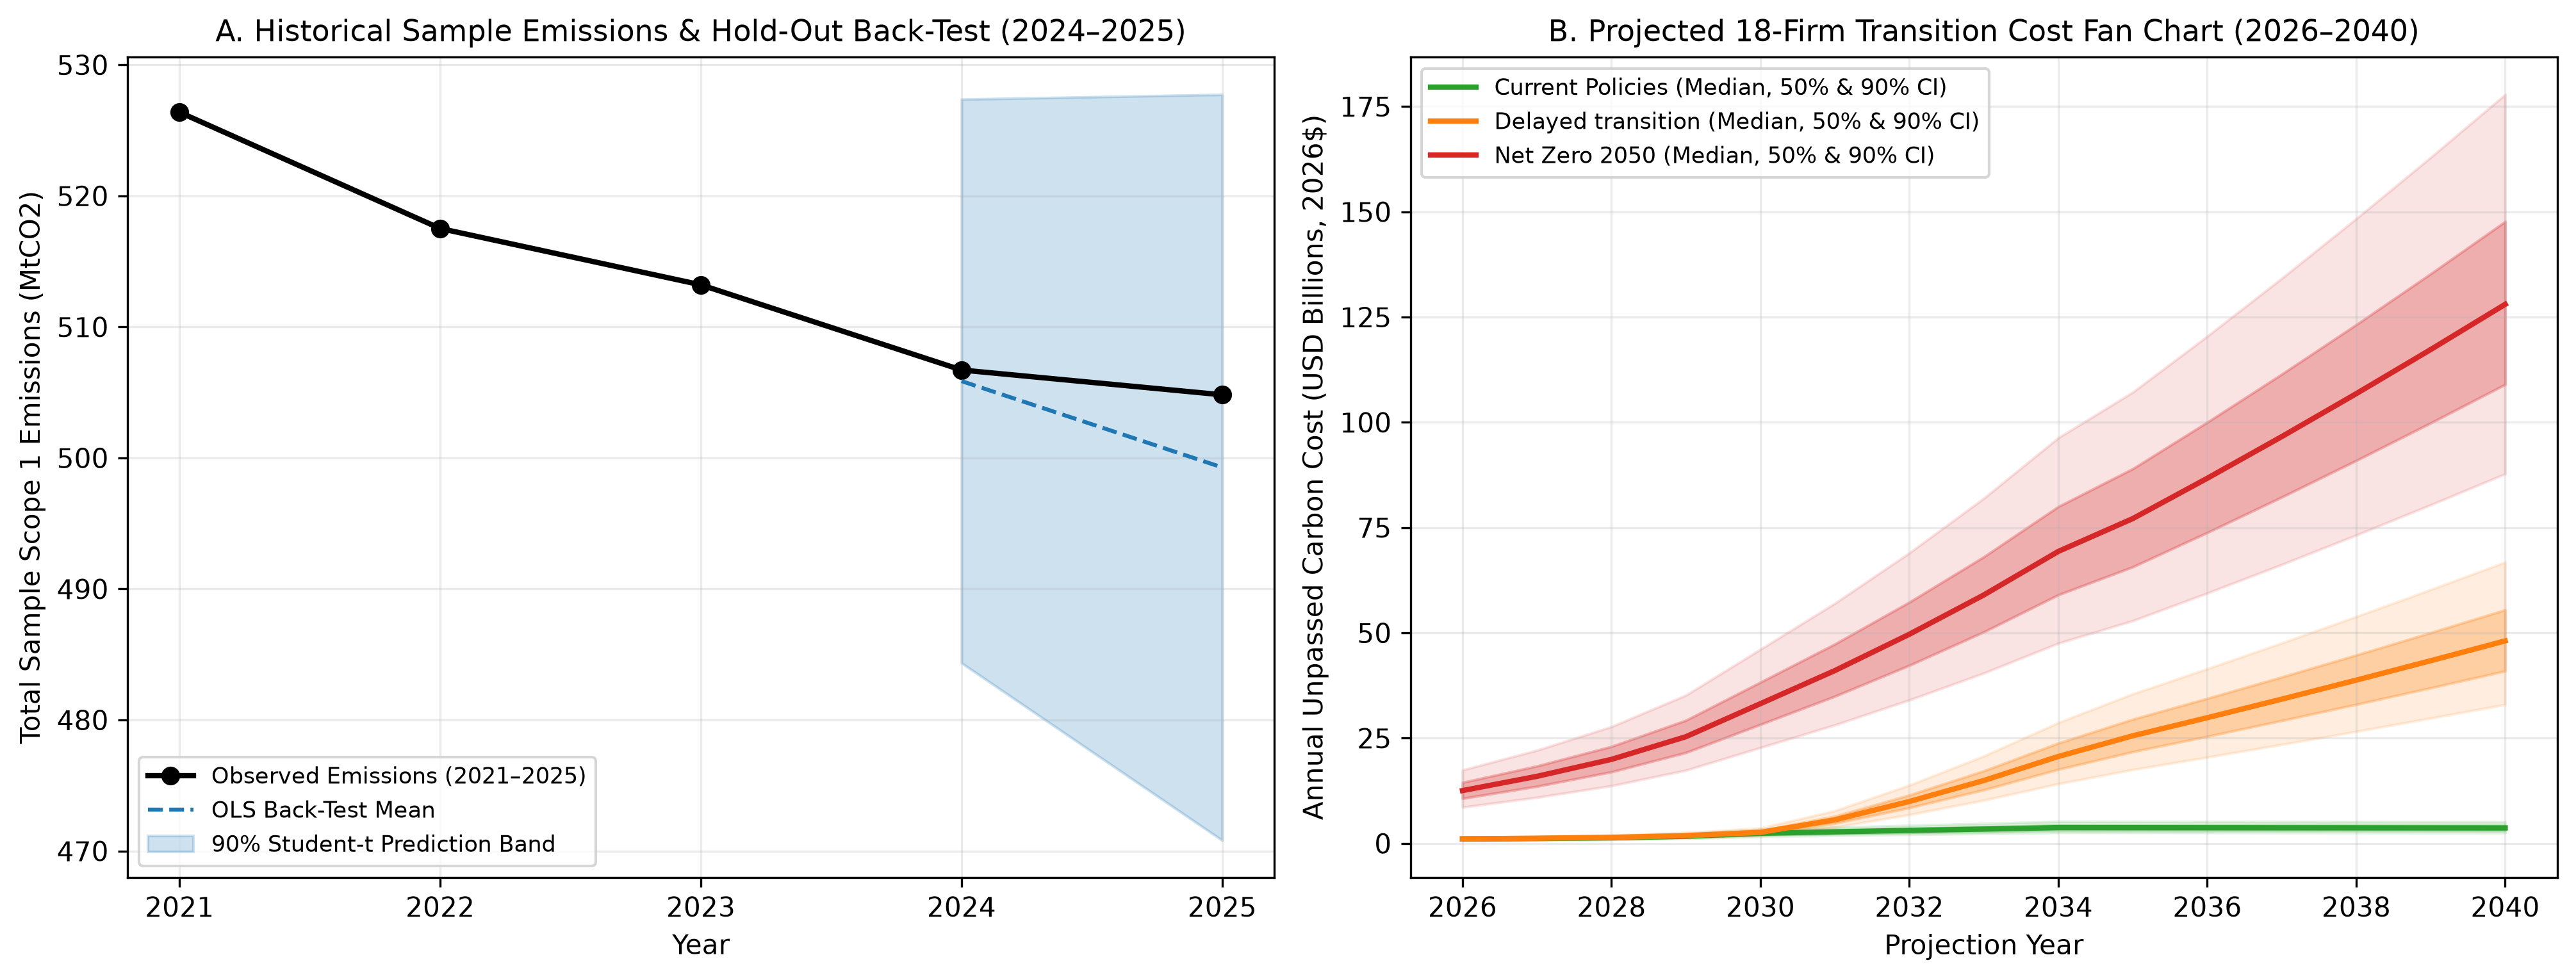 A. Historical Sample Emissions & Hold-Out Back-Test (2024–2025)
Total Sample Scope 1 Emissions (MtCO2)
530
520
510
500
490
480
470
Observed Emissions (2021–2025)
OLS Back-Test Mean
90% Student-t Prediction Band
2021
2022
2023
2024
2025
Year
B. Projected 18-Firm Transition Cost Fan Chart (2026–2040)
Annual Unpassed Carbon Cost (USD Billions, 2026$)
175
150
125
100
75
50
25
0
Current Policies (Median, 50% & 90% CI)
Delayed transition (Median, 50% & 90% CI)
Net Zero 2050 (Median, 50% & 90% CI)
2026
2028
2030
2032
2034
2036
2038
2040
Projection Year